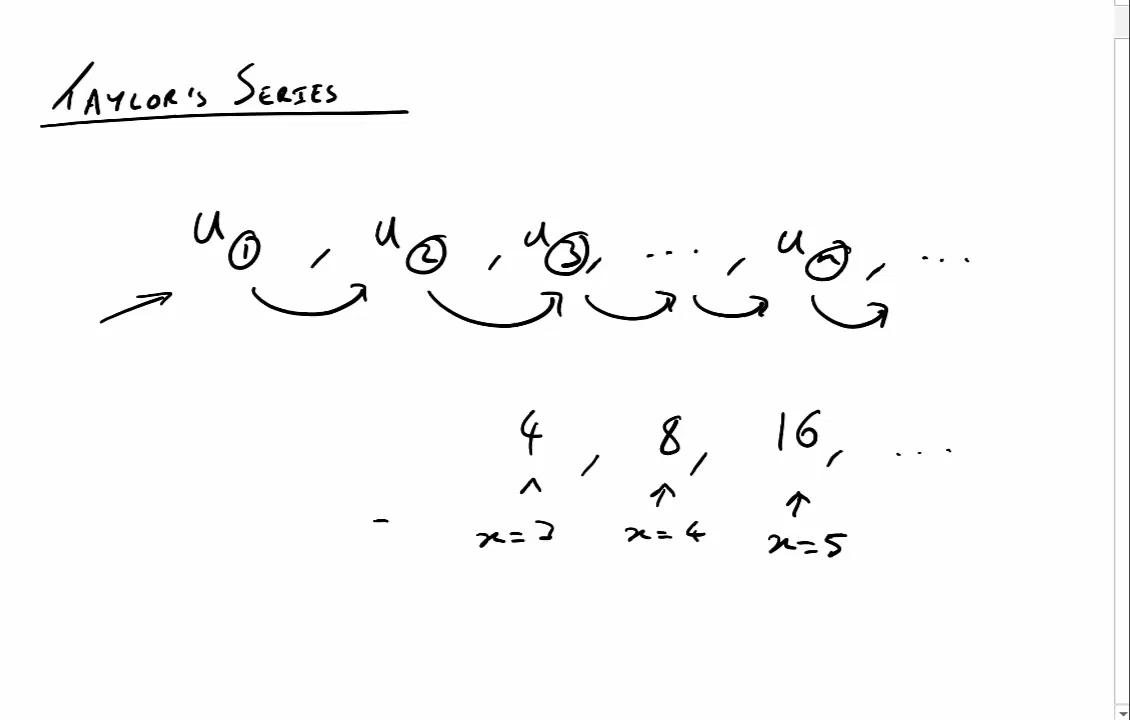 TAYLOR'S SERIES
u₁ , u₂ , u₃ , ... , uₙ , ...
4 , 8 , 16 , ...
x=3 x=4 x=5